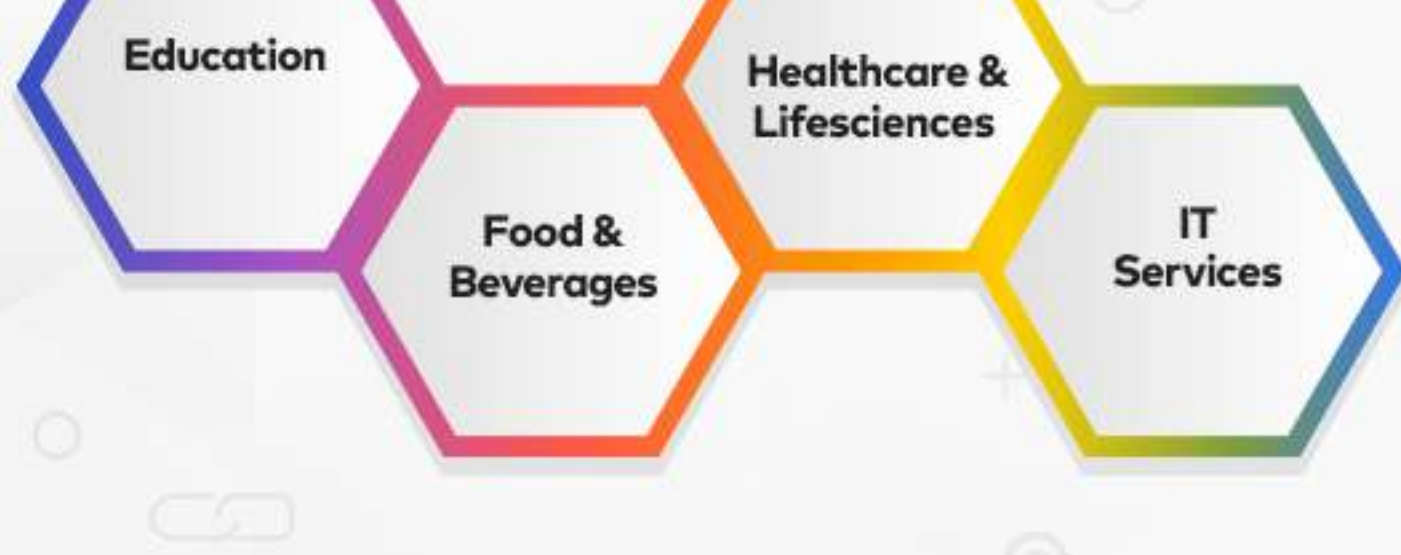 Education
Food &
Beverages
Healthcare &
Lifesciences
IT
Services